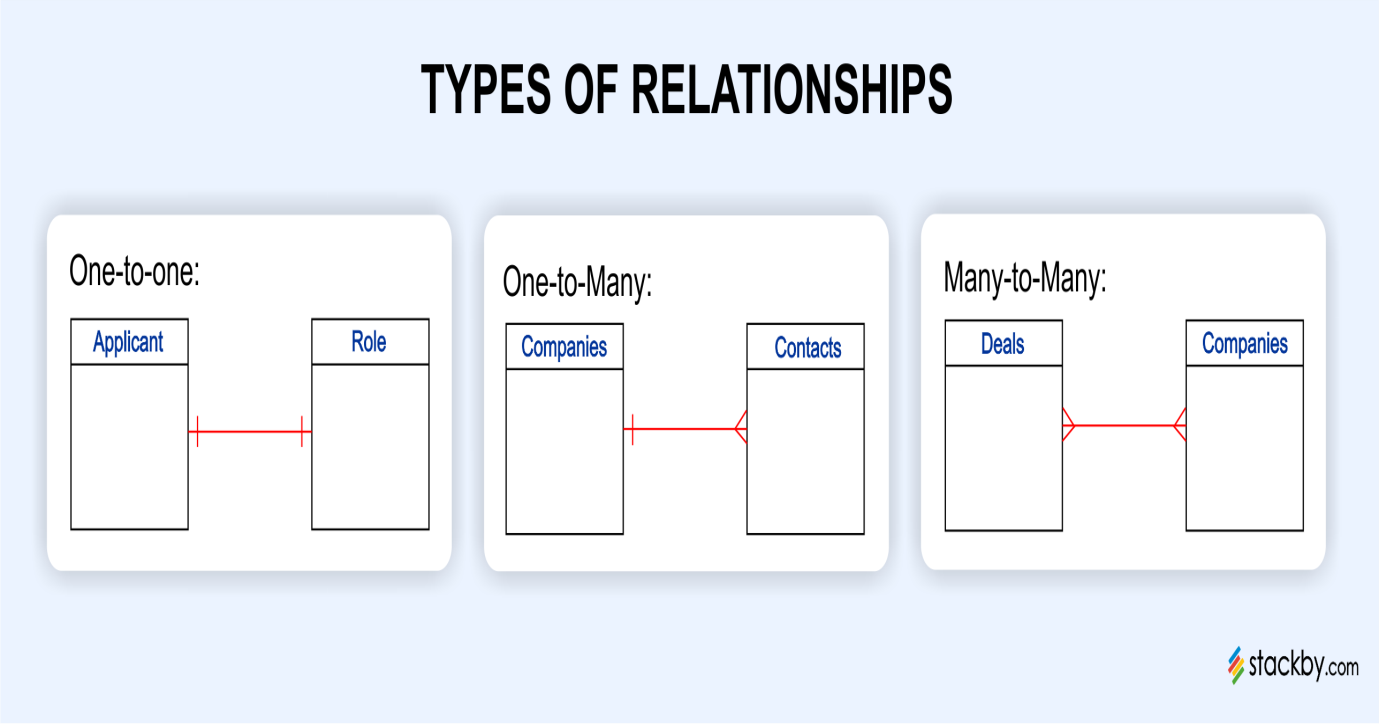 TYPES OF RELATIONSHIPS
One-to-one:
Applicant
Role
One-to-Many:
Companies
Contacts
Many-to-Many:
Deals
Companies
stackby.com